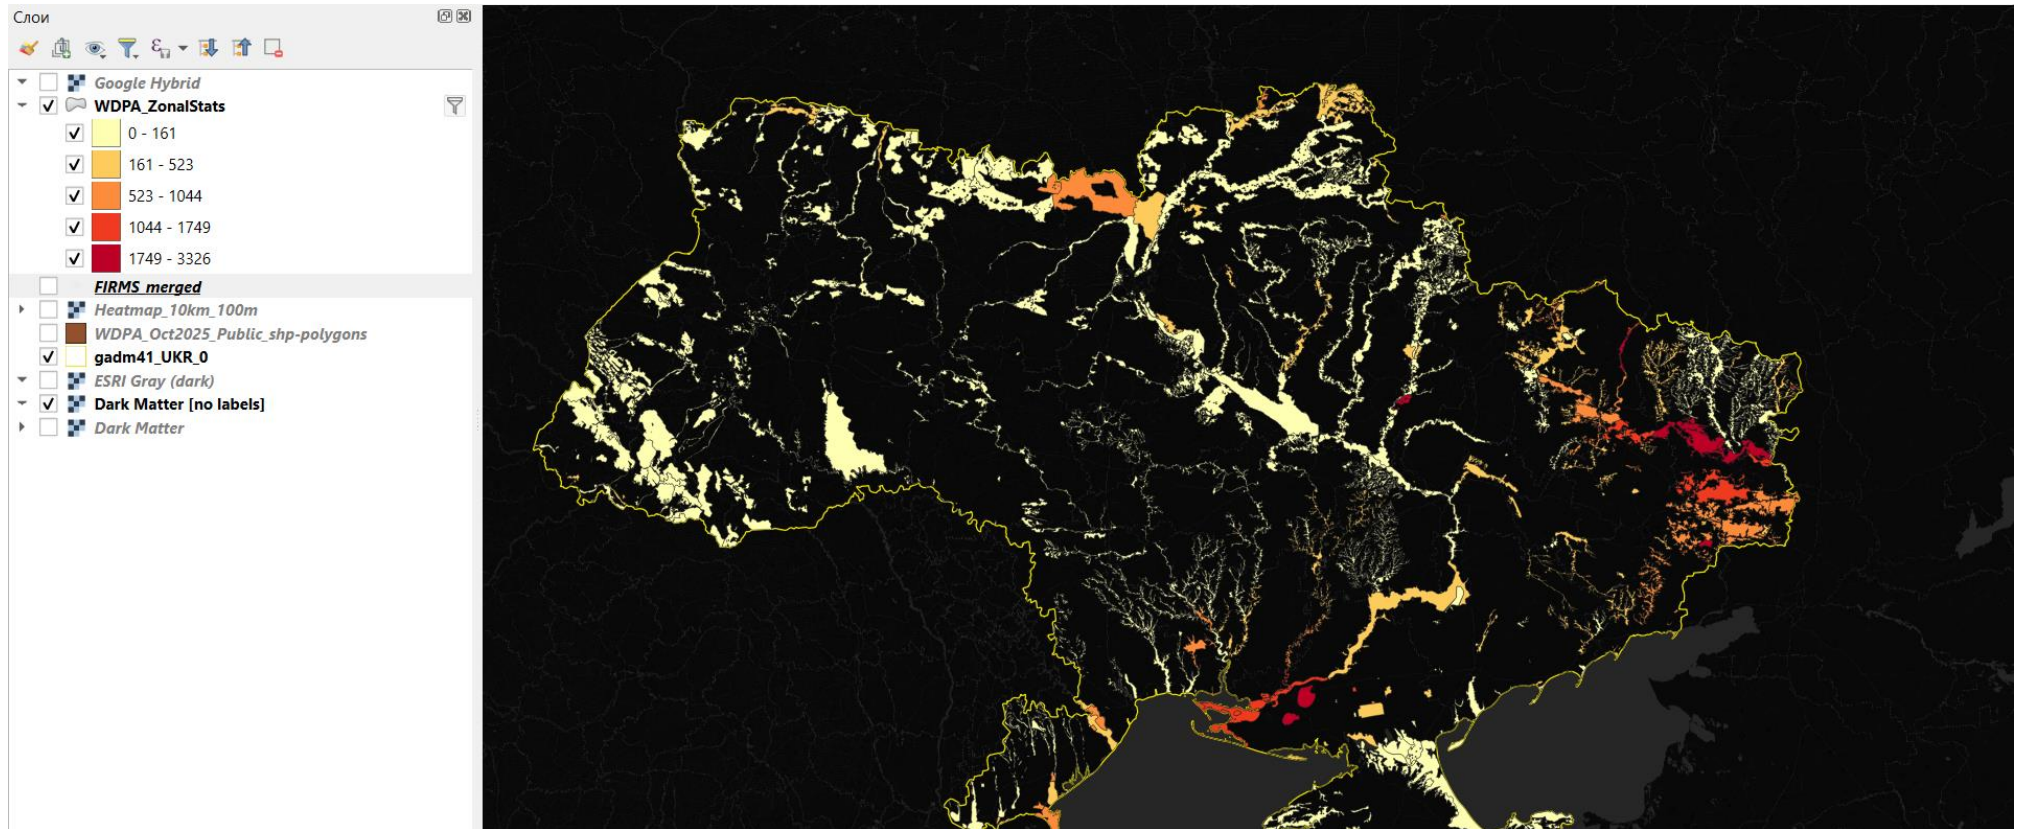 Слои
Google Hybrid
WDPA_ZonalStats
0 - 161
161 - 523
523 - 1044
1044 - 1749
1749 - 3326
FIRMS_merged
Heatmap_10km_100m
WDPA_Oct2025_Public_shp-polygons
gadm41_UKR_0
ESRI Gray (dark)
Dark Matter [no labels]
Dark Matter